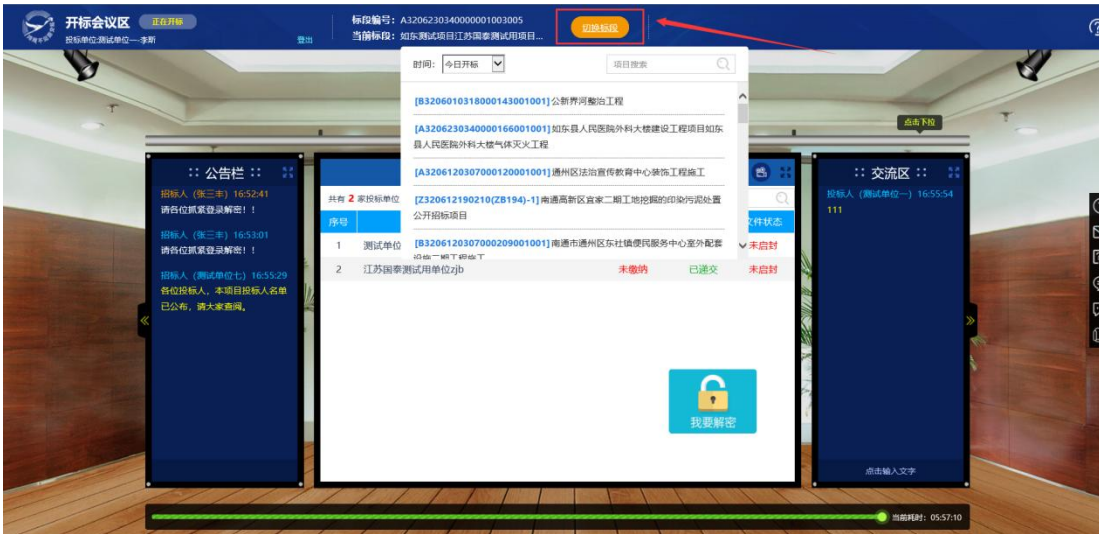 开标会议区 正在开标
投标单位:测试单位一-李斯
登出
标段编号：A3206230340000001003005
当前标段：如东测试项目江苏国泰测试用项目...
切换标段
时间： 今日开标
项目搜索
[B3206010318000143001001]公新界河整治工程
[A3206230340000166001001]如东县人民医院外科大楼建设工程项目如东
县人民医院外科大楼气体灭火工程
[A3206120307000120001001]通州区法治宣传教育中心装饰工程施工
[Z320612190210(ZB194)-1]南通高新区宜家二期工地挖掘的印染污泥处置
公开招标项目
[B3206120307000209001001]南通市通州区东社镇便民服务中心室外配套
设施二期工程施工
点击下拉
:: 公告栏 ::
招标人（张三丰）16:52:41
请各位抓紧登录解密！！
招标人（张三丰）16:53:01
请各位抓紧登录解密！！
招标人（测试单位七）16:55:29
各位投标人，本项目投标人名单
已公布，请大家查阅。
共有 2 家投标单位
序号
文件状态
1 测试单位 未启封
2 江苏国泰测试用单位zjb 未缴纳 已递交 未启封
我要解密
:: 交流区 ::
投标人（测试单位一）16:55:54
111
点击输入文字
当前耗时：05:57:10